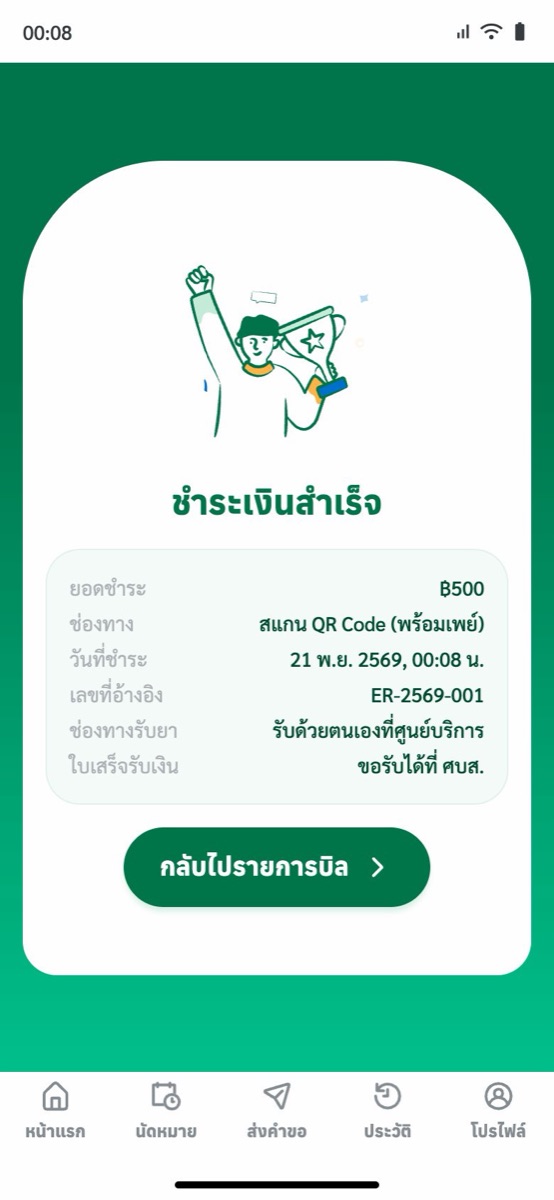 00:08
ชำระเงินสำเร็จ
ยอดชำระ ฿500
ช่องทาง สแกน QR Code (พร้อมเพย์)
วันที่ชำระ 21 พ.ย. 2569, 00:08 น.
เลขที่อ้างอิง ER-2569-001
ช่องทางรับยา รับด้วยตนเองที่ศูนย์บริการ
ใบเสร็จรับเงิน ขอรับได้ที่ ศบส.
กลับไปรายการบิล
หน้าแรก นัดหมาย ส่งคำขอ ประวัติ โปรไฟล์